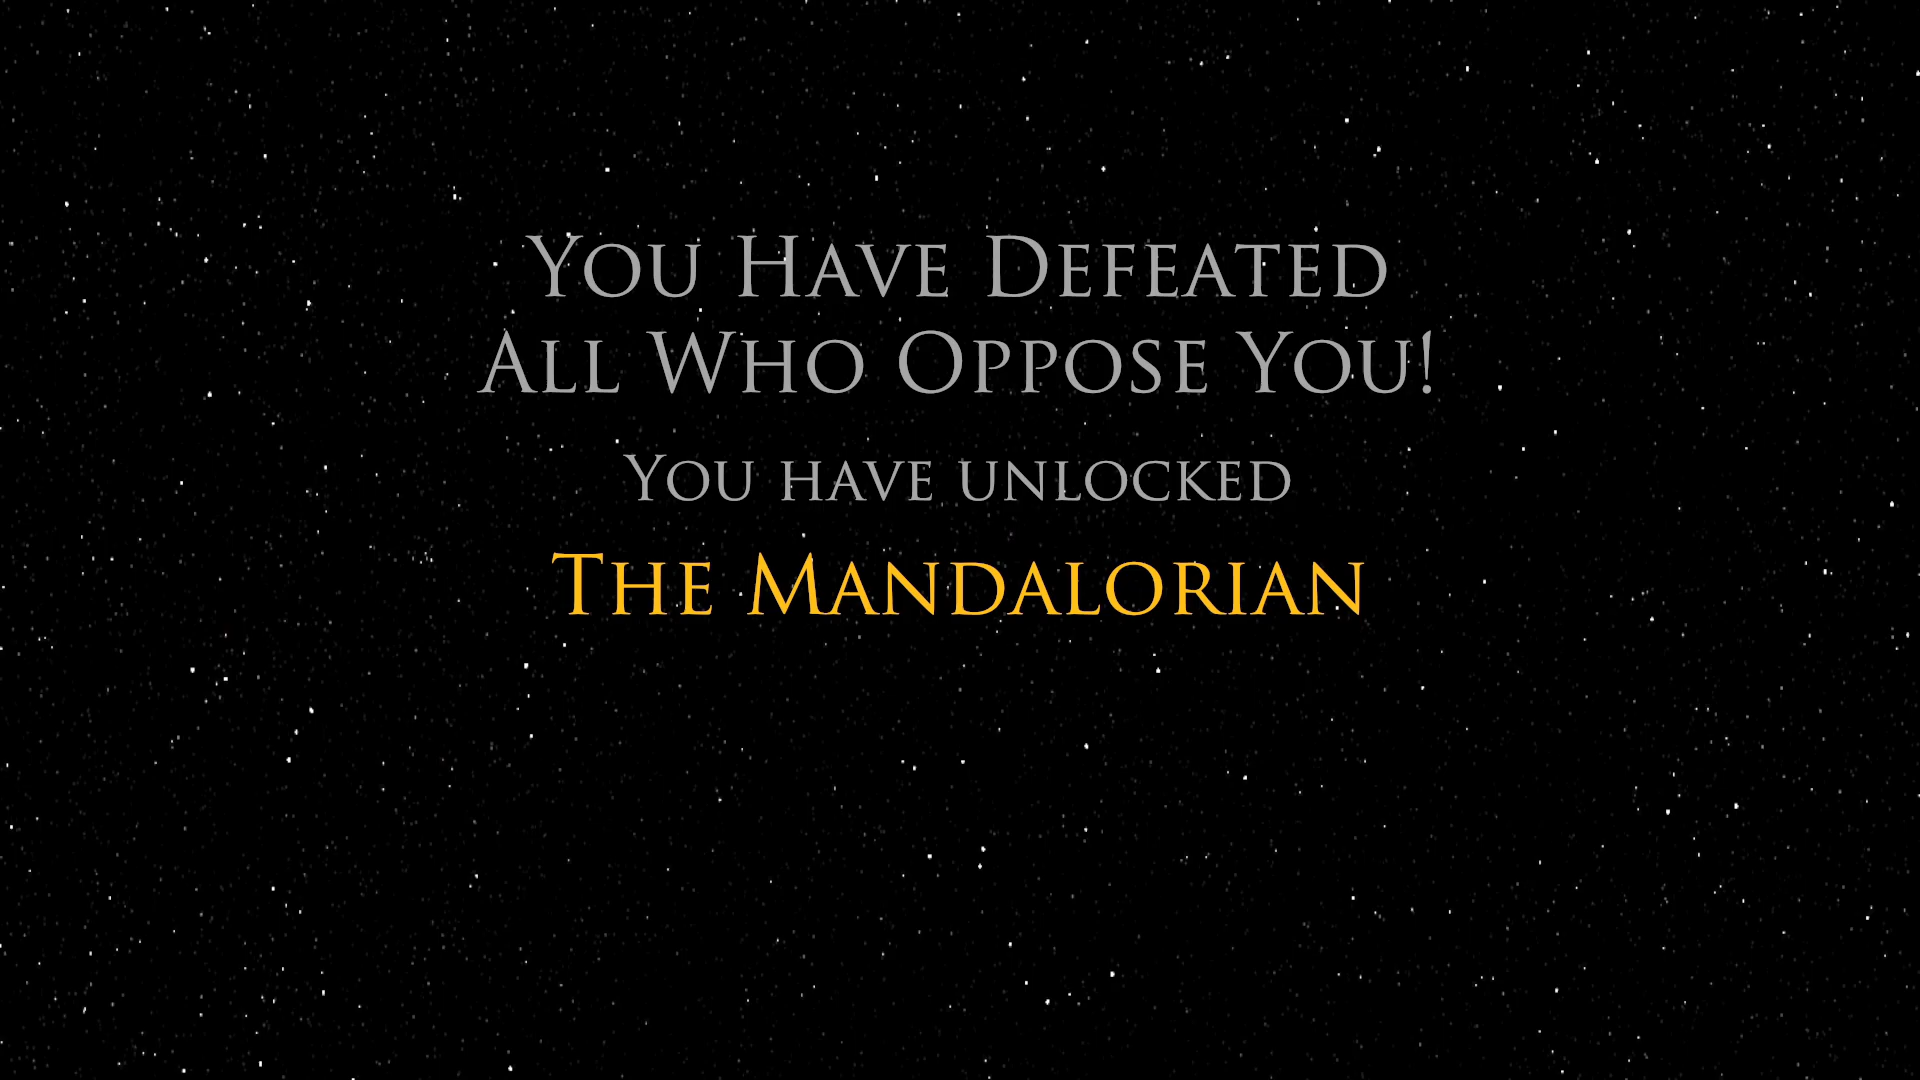 You Have Defeated
All Who Oppose You!
You have unlocked
The Mandalorian